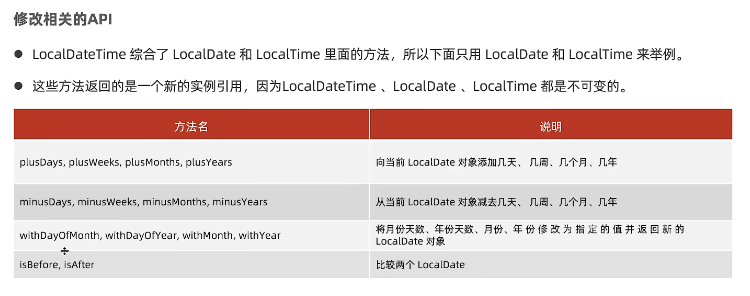 修改相关的API
● LocalDateTime 综合了 LocalDate 和 LocalTime 里面的方法，所以下面只用 LocalDate 和 LocalTime 来举例。
● 这些方法返回的是一个新的实例引用，因为LocalDateTime 、LocalDate 、LocalTime 都是不可变的。
方法名 说明
plusDays, plusWeeks, plusMonths, plusYears 向当前 LocalDate 对象添加几天、 几周、几个月、几年
minusDays, minusWeeks, minusMonths, minusYears 从当前 LocalDate 对象减去几天、 几周、几个月、几年
withDayOfMonth, withDayOfYear, withMonth, withYear 将月份天数、年份天数、月份、年 份 修 改 为 指 定 的 值 并 返 回 新 的
LocalDate 对象
isBefore, isAfter 比较两个 LocalDate